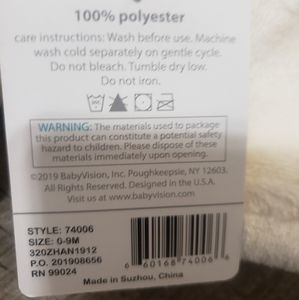 100% polyester
care instructions: Wash before use. Machine
wash cold separately on gentle cycle.
Do not bleach. Tumble dry low.
Do not iron.
WARNING: The materials used to package
this product can constitute a potential safety
hazard to children. Please dispose of these
materials immediately upon opening.
©2019 BabyVision, Inc. Poughkeepsie, NY 12603.
All Rights Reserved. Designed in the U.S.A.
Visit us at www.babyvision.com
STYLE: 74006
SIZE: 0-9M
320ZHAN1912
P.O. 201908656
RN 99024
6 60168 74006
Made in Suzhou, China